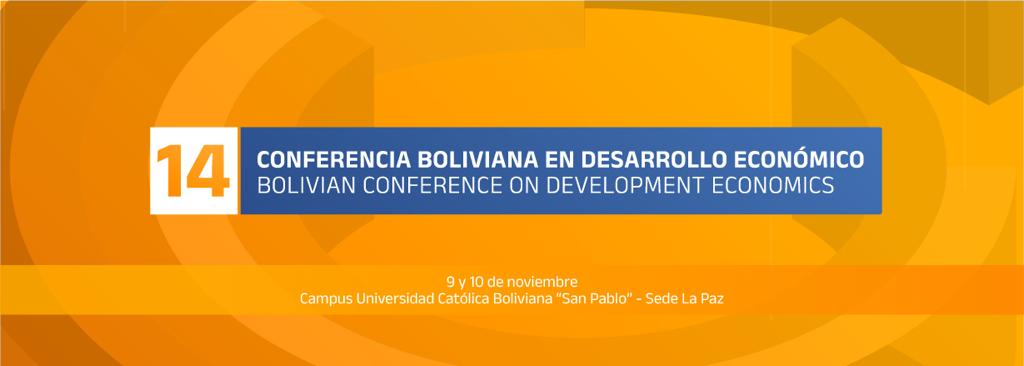 14
CONFERENCIA BOLIVIANA EN DESARROLLO ECONÓMICO
BOLIVIAN CONFERENCE ON DEVELOPMENT ECONOMICS
9 y 10 de noviembre
Campus Universidad Católica Boliviana "San Pablo" - Sede La Paz